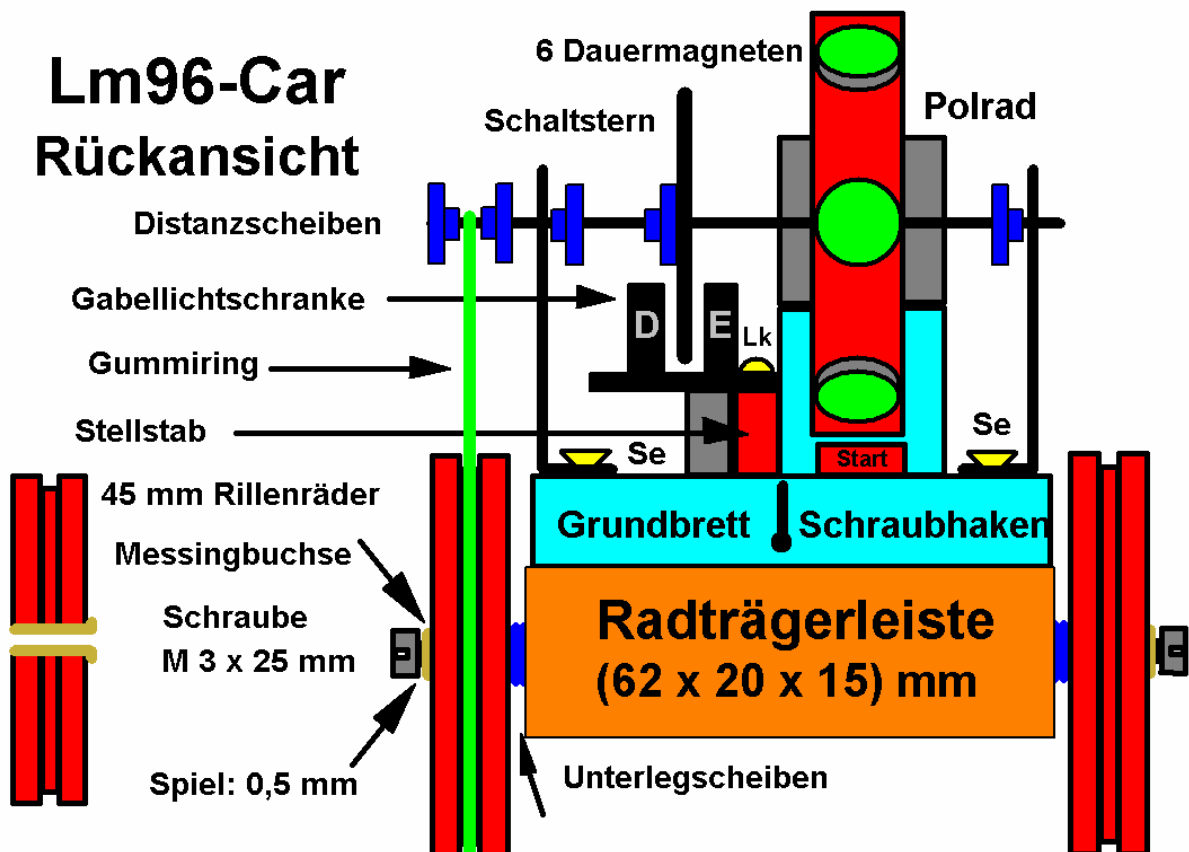 Lm96-Car
Rückansicht
6 Dauermagneten
Schaltstern
Polrad
Distanzscheiben
Gabellichtschranke
D
E
Lk
Gummiring
Stellstab
Se
Se
Start
45 mm Rillenräder
Grundbrett
Schraubhaken
Messingbuchse
Schraube
M 3 x 25 mm
Radträgerleiste
(62 x 20 x 15) mm
Spiel: 0,5 mm
Unterlegscheiben